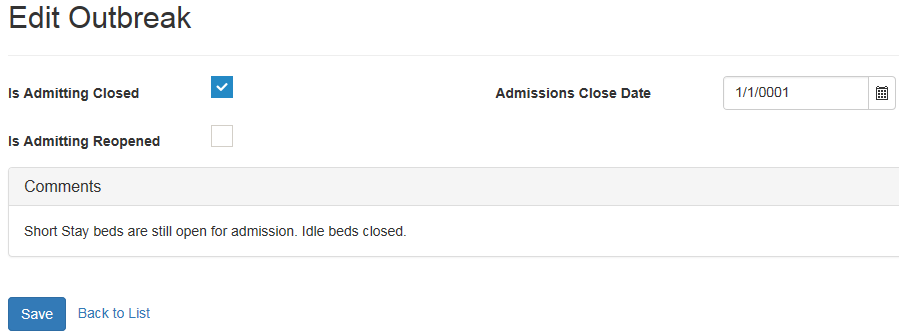 Edit Outbreak
Is Admitting Closed
Admissions Close Date
1/1/0001
Is Admitting Reopened
Comments
Short Stay beds are still open for admission. Idle beds closed.
Save
Back to List